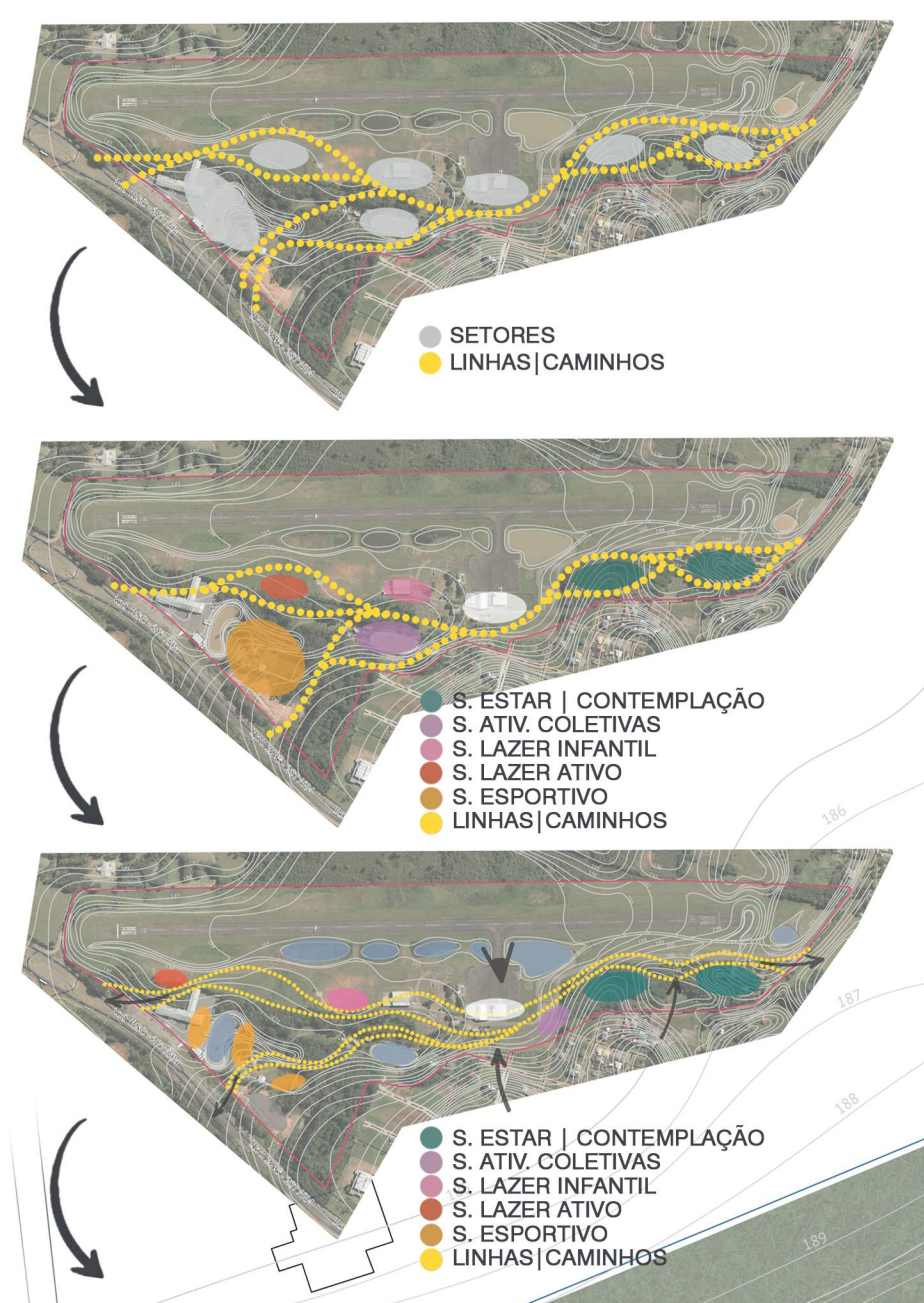 SETORES
LINHAS|CAMINHOS
S. ESTAR | CONTEMPLAÇÃO
S. ATIV. COLETIVAS
S. LAZER INFANTIL
S. LAZER ATIVO
S. ESPORTIVO
LINHAS|CAMINHOS
186
187
188
S. ESTAR | CONTEMPLAÇÃO
S. ATIV. COLETIVAS
S. LAZER INFANTIL
S. LAZER ATIVO
S. ESPORTIVO
LINHAS|CAMINHOS
189